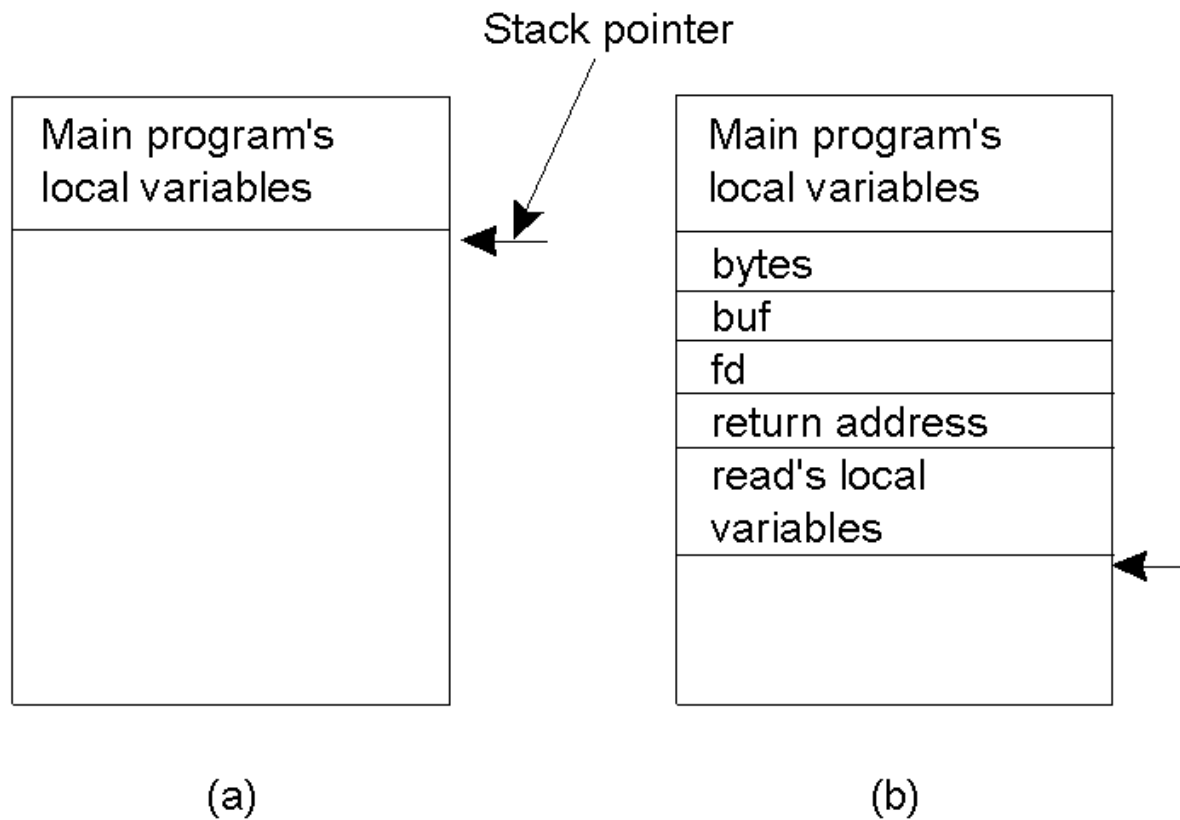 Stack pointer
Main program's
local variables
Main program's
local variables
bytes
buf
fd
return address
read's local
variables
(a)
(b)